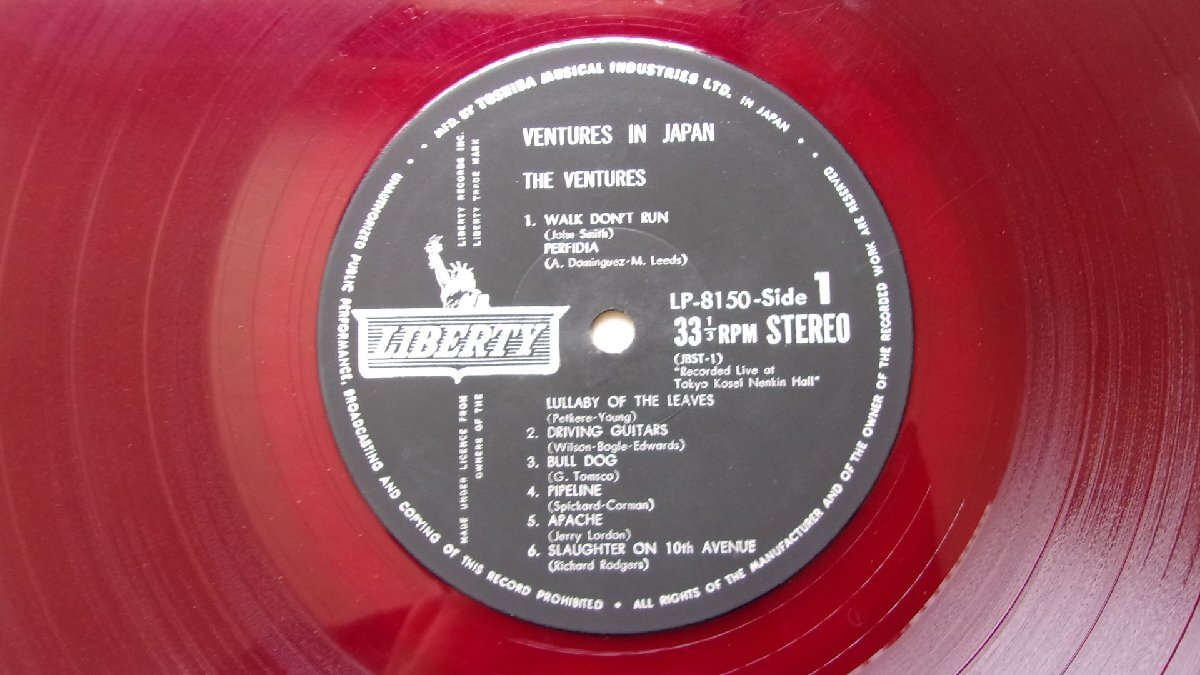 MFD. BY TOSHIBA MUSICAL INDUSTRIES LTD. IN JAPAN
VENTURES IN JAPAN
THE VENTURES
1. WALK DON'T RUN
(John Smith)
PERFIDIA
(A. Dominguez-M. Leeds)
LIBERTY RECORDS INC.
LIBERTY TRADE MARK
LIBERTY
LP-8150-Side 1
33 1/3 RPM STEREO
(JBST-1)
"Recorded Live at
Tokyo Kosei Nenkin Hall"
LULLABY OF THE LEAVES
(Petkere-Young)
2. DRIVING GUITARS
(Wilson-Bogle-Edwards)
3. BULL DOG
(G. Tomsco)
4. PIPELINE
(Spickard-Carman)
5. APACHE
(Jerry Lordon)
6. SLAUGHTER ON 10th AVENUE
(Richard Rodgers)
MADE UNDER LICENCE FROM
OWNERS OF THE
UNAUTHORIZED PUBLIC PERFORMANCE, BROADCASTING AND COPYING OF THIS RECORD PROHIBITED • ALL RIGHTS OF THE MANUFACTURER AND OF THE OWNER OF THE RECORDED WORK ARE RESERVED